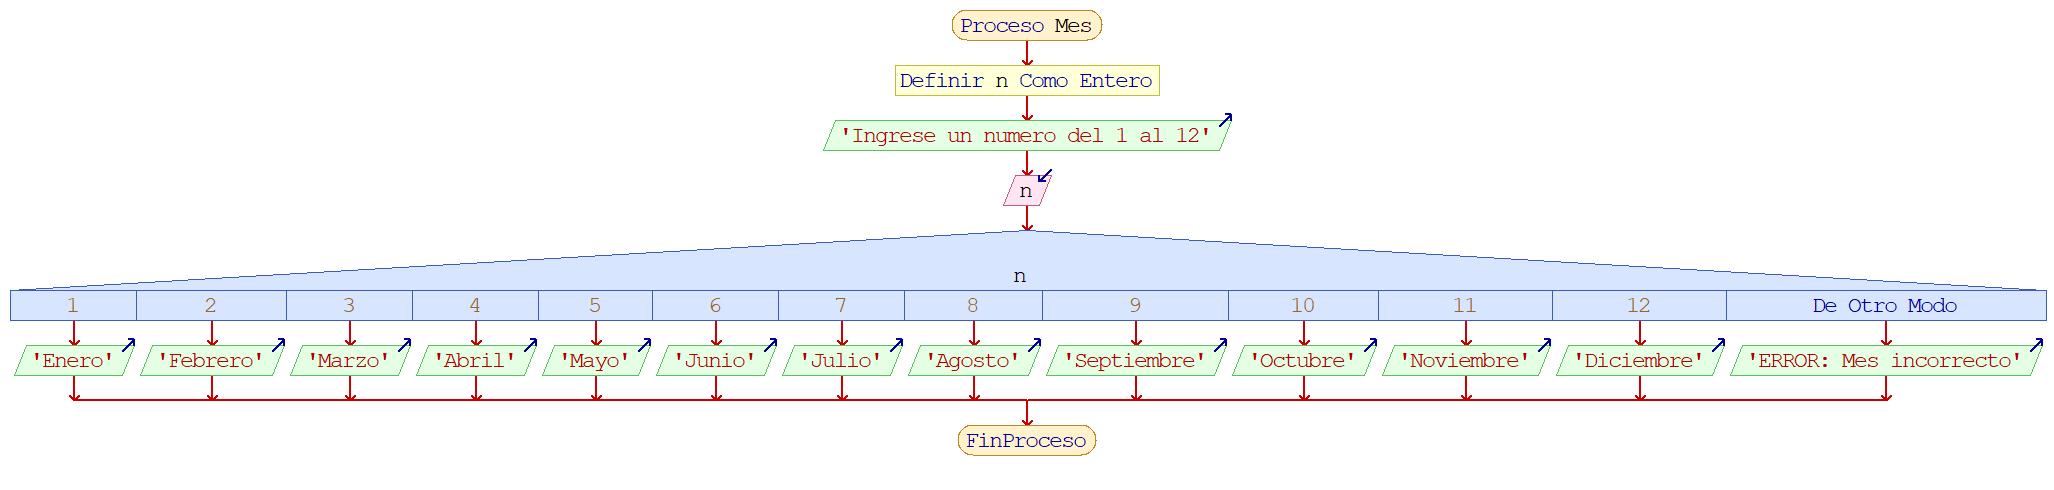 Proceso Mes
Definir n Como Entero
'Ingrese un numero del 1 al 12'
n
n
1 2 3 4 5 6 7 8 9 10 11 12 De Otro Modo
'Enero' 'Febrero' 'Marzo' 'Abril' 'Mayo' 'Junio' 'Julio' 'Agosto' 'Septiembre' 'Octubre' 'Noviembre' 'Diciembre' 'ERROR: Mes incorrecto'
FinProceso